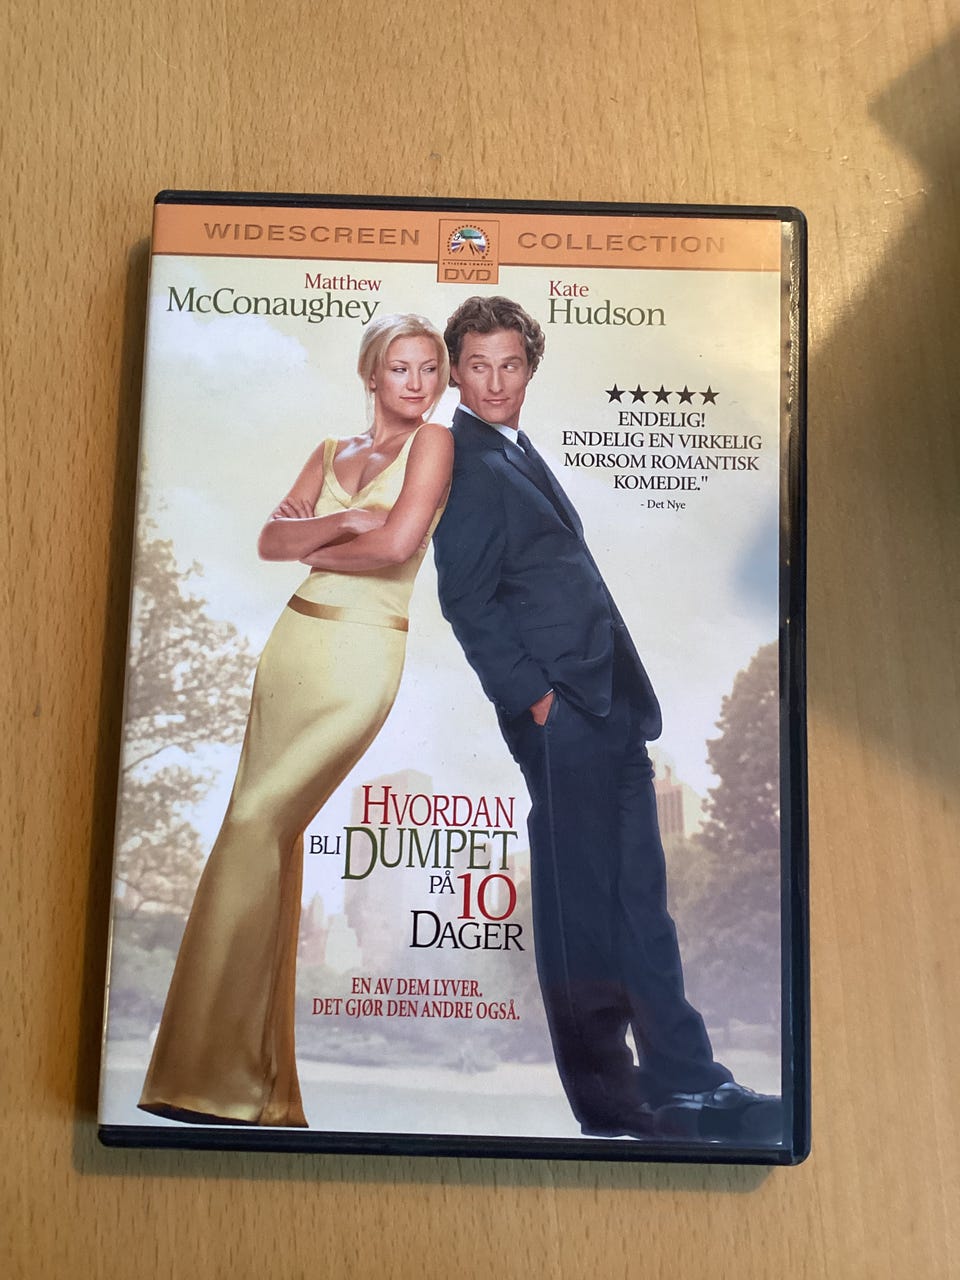 WIDESCREEN
DVD
COLLECTION
Matthew
McConaughey
Kate
Hudson
ENDELIG!
ENDELIG EN VIRKELIG
MORSOM ROMANTISK
KOMEDIE."
- Det Nye
HVORDAN
BLI DUMPET
PÅ 10
DAGER
EN AV DEM LYVER.
DET GJØR DEN ANDRE OGSÅ.